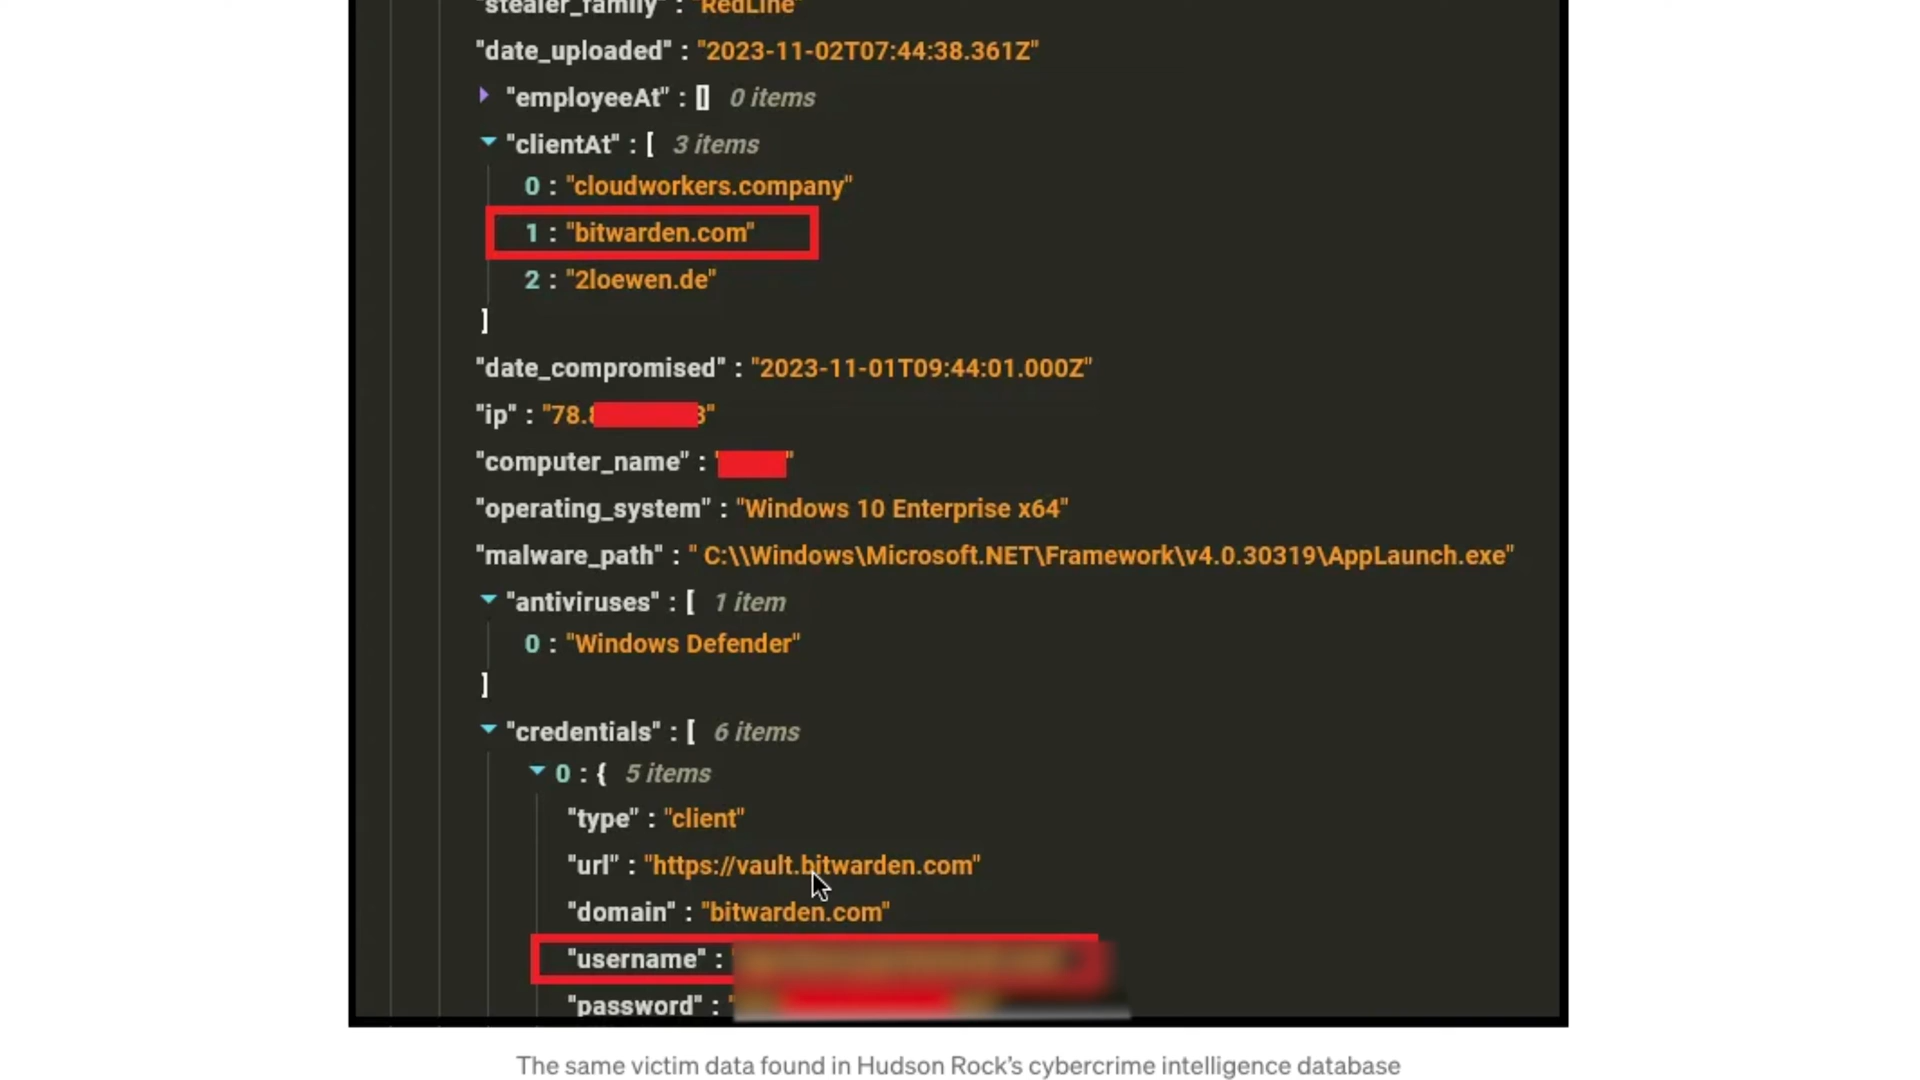 "stealer_family" : "RedLine"
"date_uploaded" : "2023-11-02T07:44:38.361Z"
"employeeAt" : [] 0 items
"clientAt" : [ 3 items
0 : "cloudworkers.company"
1 : "bitwarden.com"
2 : "2loewen.de"
]
"date_compromised" : "2023-11-01T09:44:01.000Z"
"ip" : "78.
"computer_name" : " "
"operating_system" : "Windows 10 Enterprise x64"
"malware_path" : " C:\\Windows\Microsoft.NET\Framework\v4.0.30319\AppLaunch.exe"
"antiviruses" : [ 1 item
0 : "Windows Defender"
]
"credentials" : [ 6 items
0 : { 5 items
"type" : "client"
"url" : "https://vault.bitwarden.com"
"domain" : "bitwarden.com"
"username" :
"password" : "
The same victim data found in Hudson Rock's cybercrime intelligence database